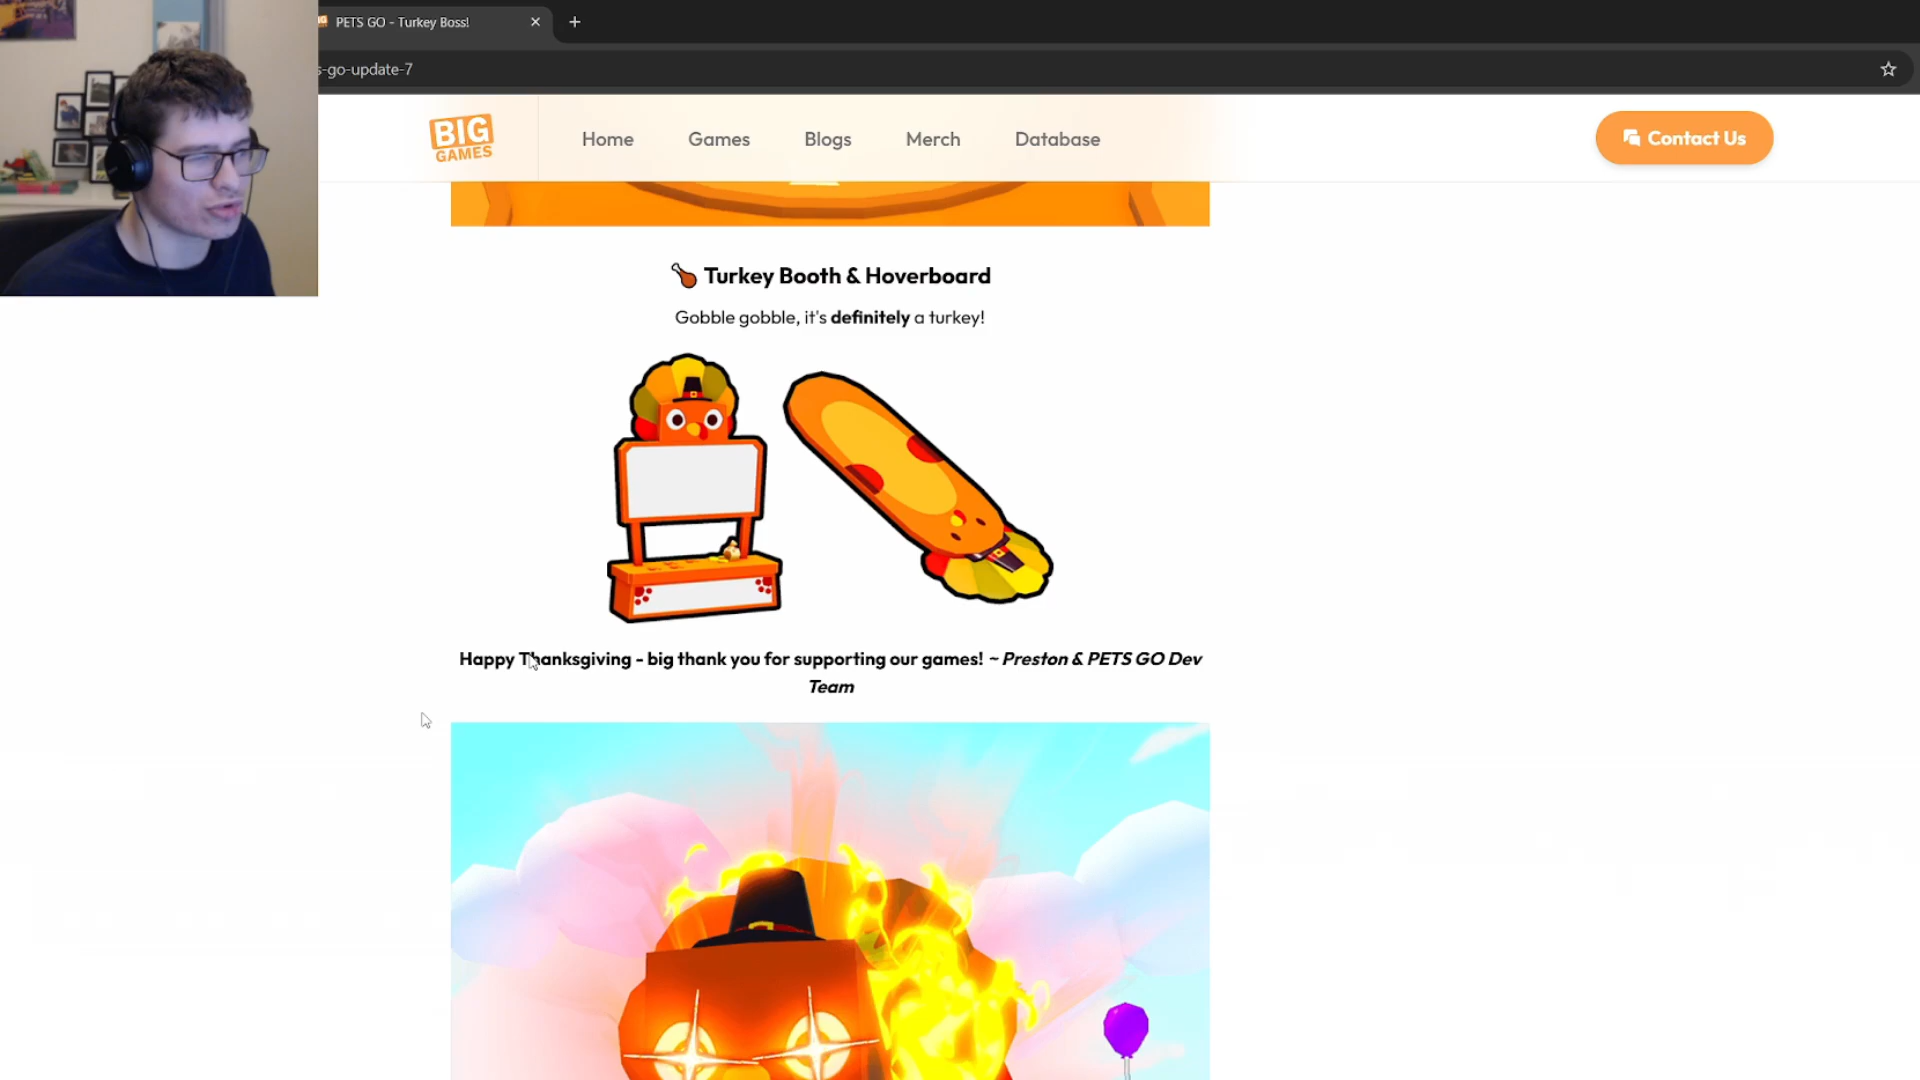 PETS GO - Turkey Boss!
s-go-update-7
BIG
GAMES
Home
Games
Blogs
Merch
Database
Contact Us
Turkey Booth & Hoverboard
Gobble gobble, it's definitely a turkey!
Happy Thanksgiving - big thank you for supporting our games! ~ Preston & PETS GO Dev
Team